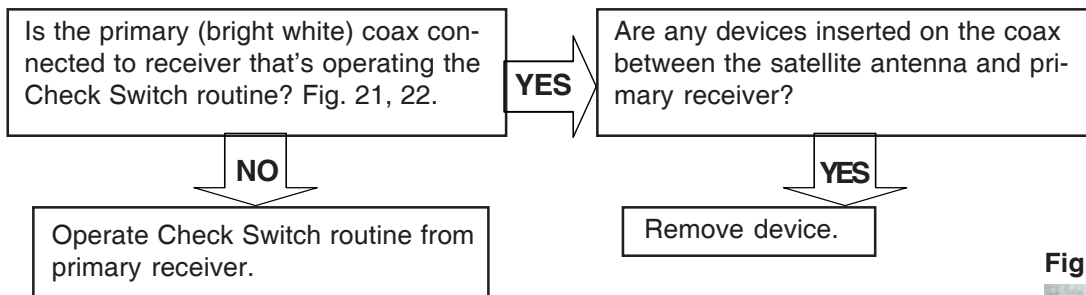 Is the primary (bright white) coax con-
nected to receiver that's operating the
Check Switch routine? Fig. 21, 22.
YES
Are any devices inserted on the coax
between the satellite antenna and pri-
mary receiver?
NO
YES
Operate Check Switch routine from
primary receiver.
Remove device.
Fig